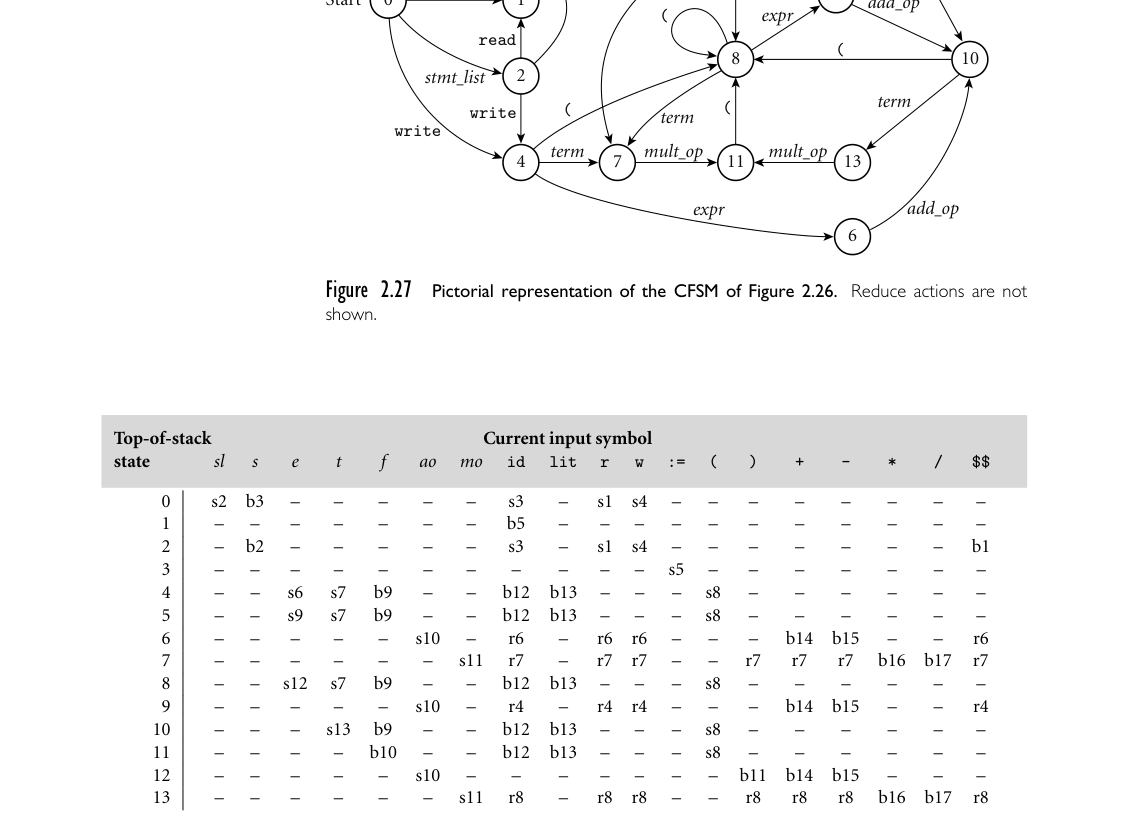 Start 0 1 ( expr add_op
read 8 ( 10
stmt_list 2
write ( term ( term
write
4 term 7 mult_op 11 mult_op 13
expr add_op
6
Figure 2.27 Pictorial representation of the CFSM of Figure 2.26. Reduce actions are not
shown.
Top-of-stack Current input symbol
state sl s e t f ao mo id lit r w := ( ) + – * / $$
0 s2 b3 – – – – – s3 – s1 s4 – – – – – – – –
1 – – – – – – – b5 – – – – – – – – – – –
2 – b2 – – – – – s3 – s1 s4 – – – – – – – b1
3 – – – – – – – – – – – s5 – – – – – – –
4 – – s6 s7 b9 – – b12 b13 – – – s8 – – – – – –
5 – – s9 s7 b9 – – b12 b13 – – – s8 – – – – – –
6 – – – – – s10 – r6 – r6 r6 – – – b14 b15 – – r6
7 – – – – – – s11 r7 – r7 r7 – – r7 r7 r7 b16 b17 r7
8 – – s12 s7 b9 – – b12 b13 – – – s8 – – – – – –
9 – – – – – s10 – r4 – r4 r4 – – – b14 b15 – – r4
10 – – – s13 b9 – – b12 b13 – – – s8 – – – – – –
11 – – – – b10 – – b12 b13 – – – s8 – – – – – –
12 – – – – – s10 – – – – – – – b11 b14 b15 – – –
13 – – – – – – s11 r8 – r8 r8 – – r8 r8 r8 b16 b17 r8